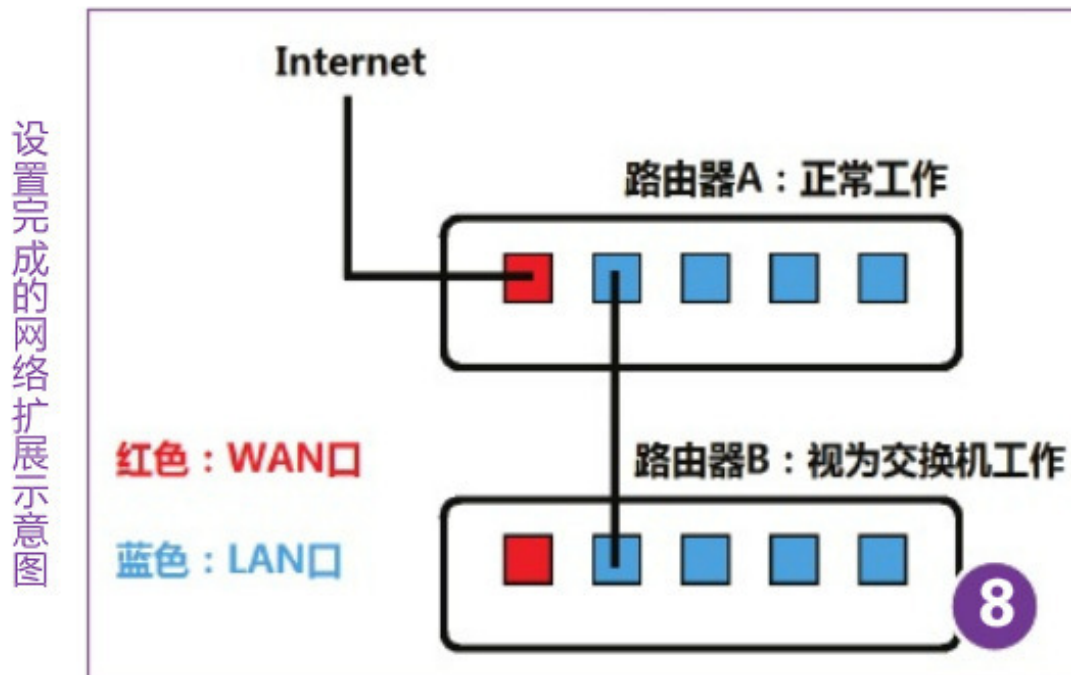 设置完成的网络扩展示意图
Internet
路由器A：正常工作
红色：WAN口
路由器B：视为交换机工作
蓝色：LAN口
8